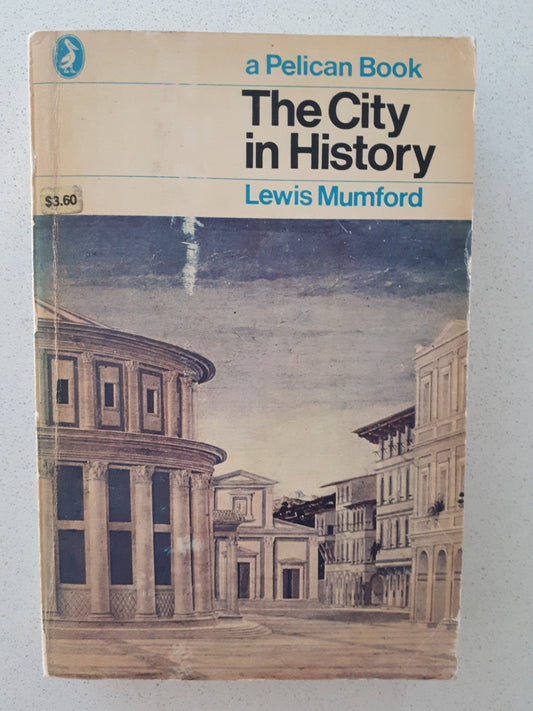 a Pelican Book
The City
in History
Lewis Mumford
$3.60